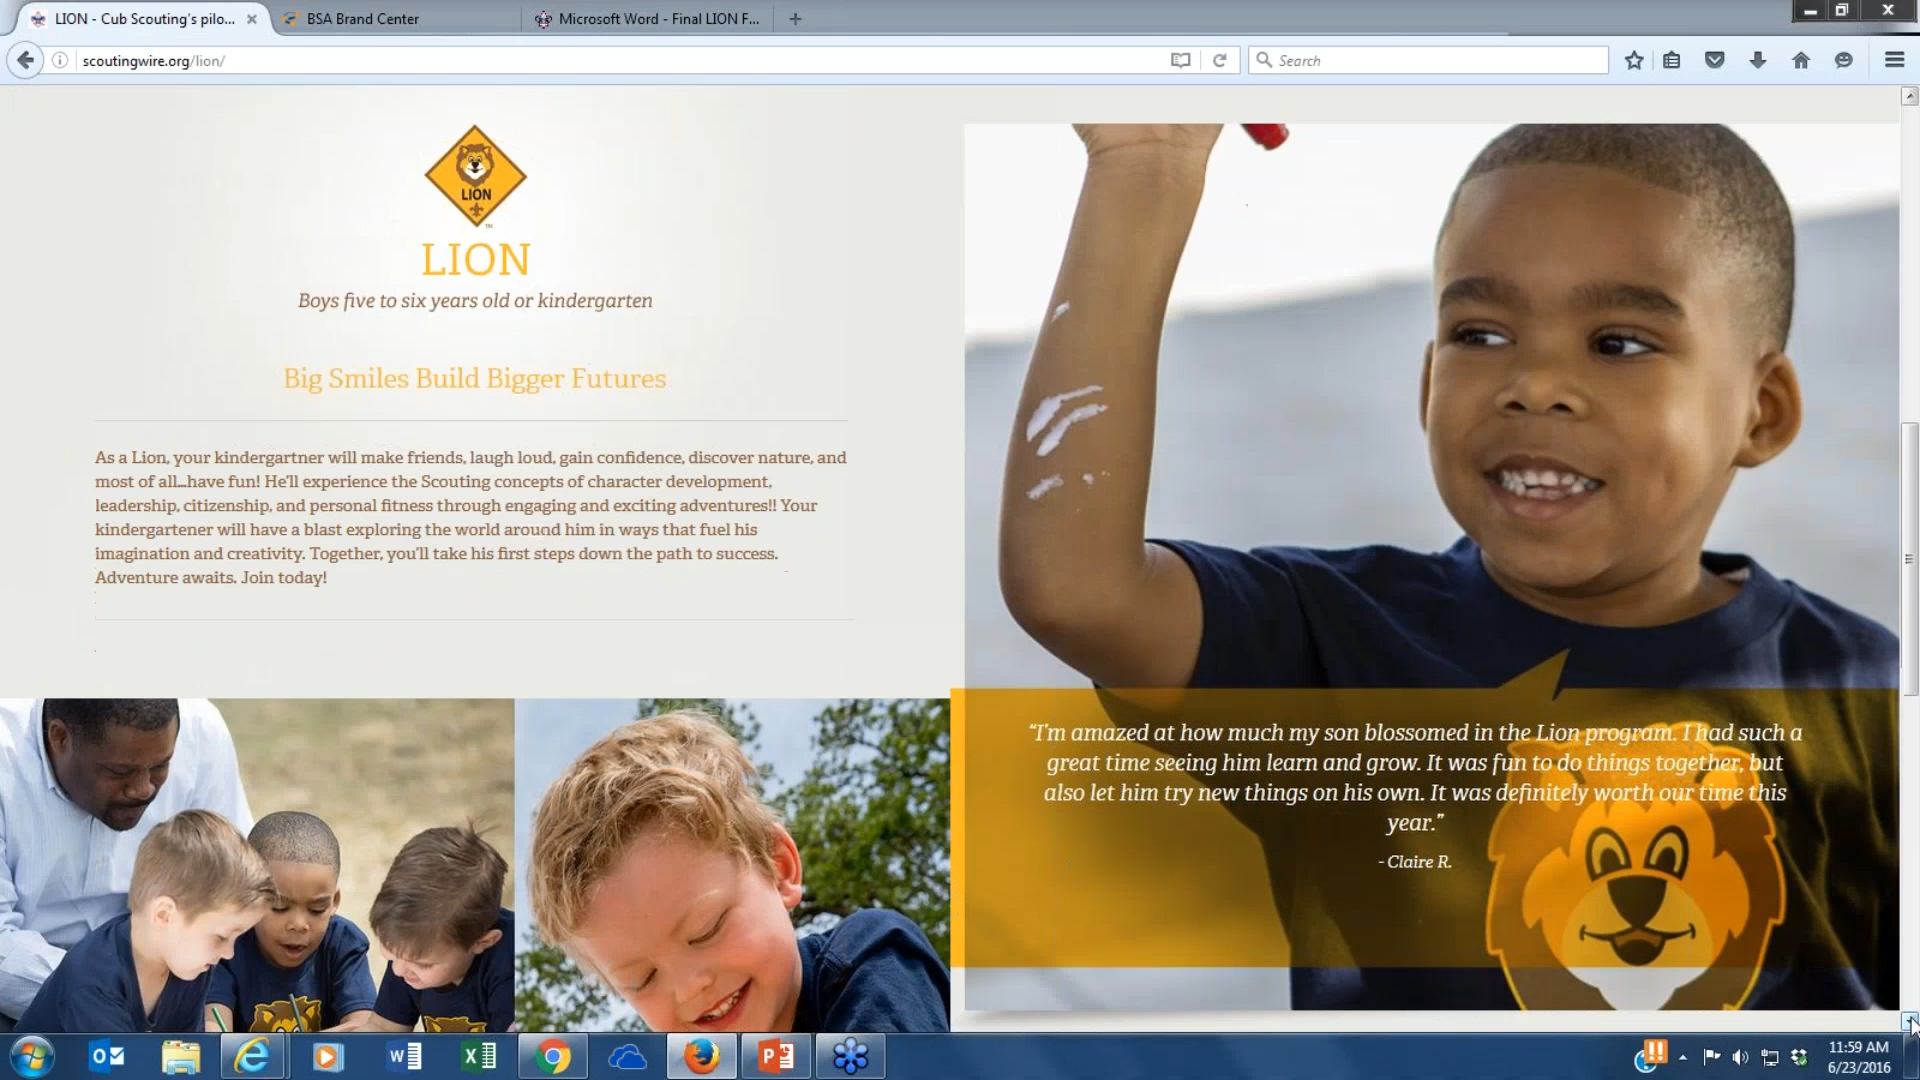 LION - Cub Scouting's pilo...
BSA Brand Center
Microsoft Word - Final LION F...
scoutingwire.org/lion/
Search
LION
TM
LION
Boys five to six years old or kindergarten
Big Smiles Build Bigger Futures
As a Lion, your kindergartner will make friends, laugh loud, gain confidence, discover nature, and
most of all...have fun! He'll experience the Scouting concepts of character development,
leadership, citizenship, and personal fitness through engaging and exciting adventures!! Your
kindergartener will have a blast exploring the world around him in ways that fuel his
imagination and creativity. Together, you'll take his first steps down the path to success.
Adventure awaits. Join today!
“I'm amazed at how much my son blossomed in the Lion program. I had such a
great time seeing him learn and grow. It was fun to do things together, but
also let him try new things on his own. It was definitely worth our time this
year.”
- Claire R.
11:59 AM
6/23/2016